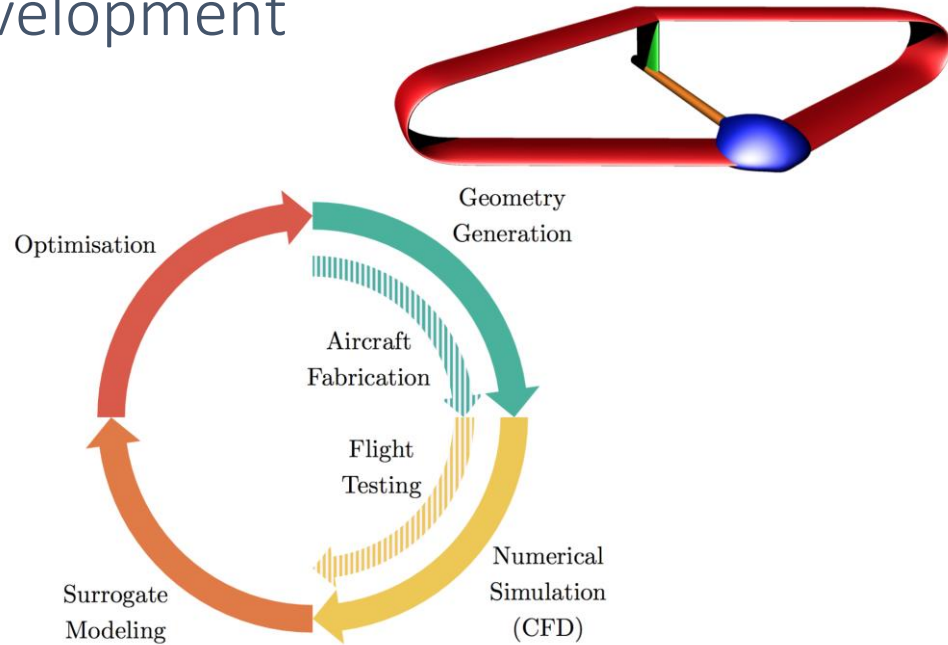 velopment
Geometry
Generation
Optimisation
Aircraft
Fabrication
Flight
Testing
Numerical
Simulation
(CFD)
Surrogate
Modeling